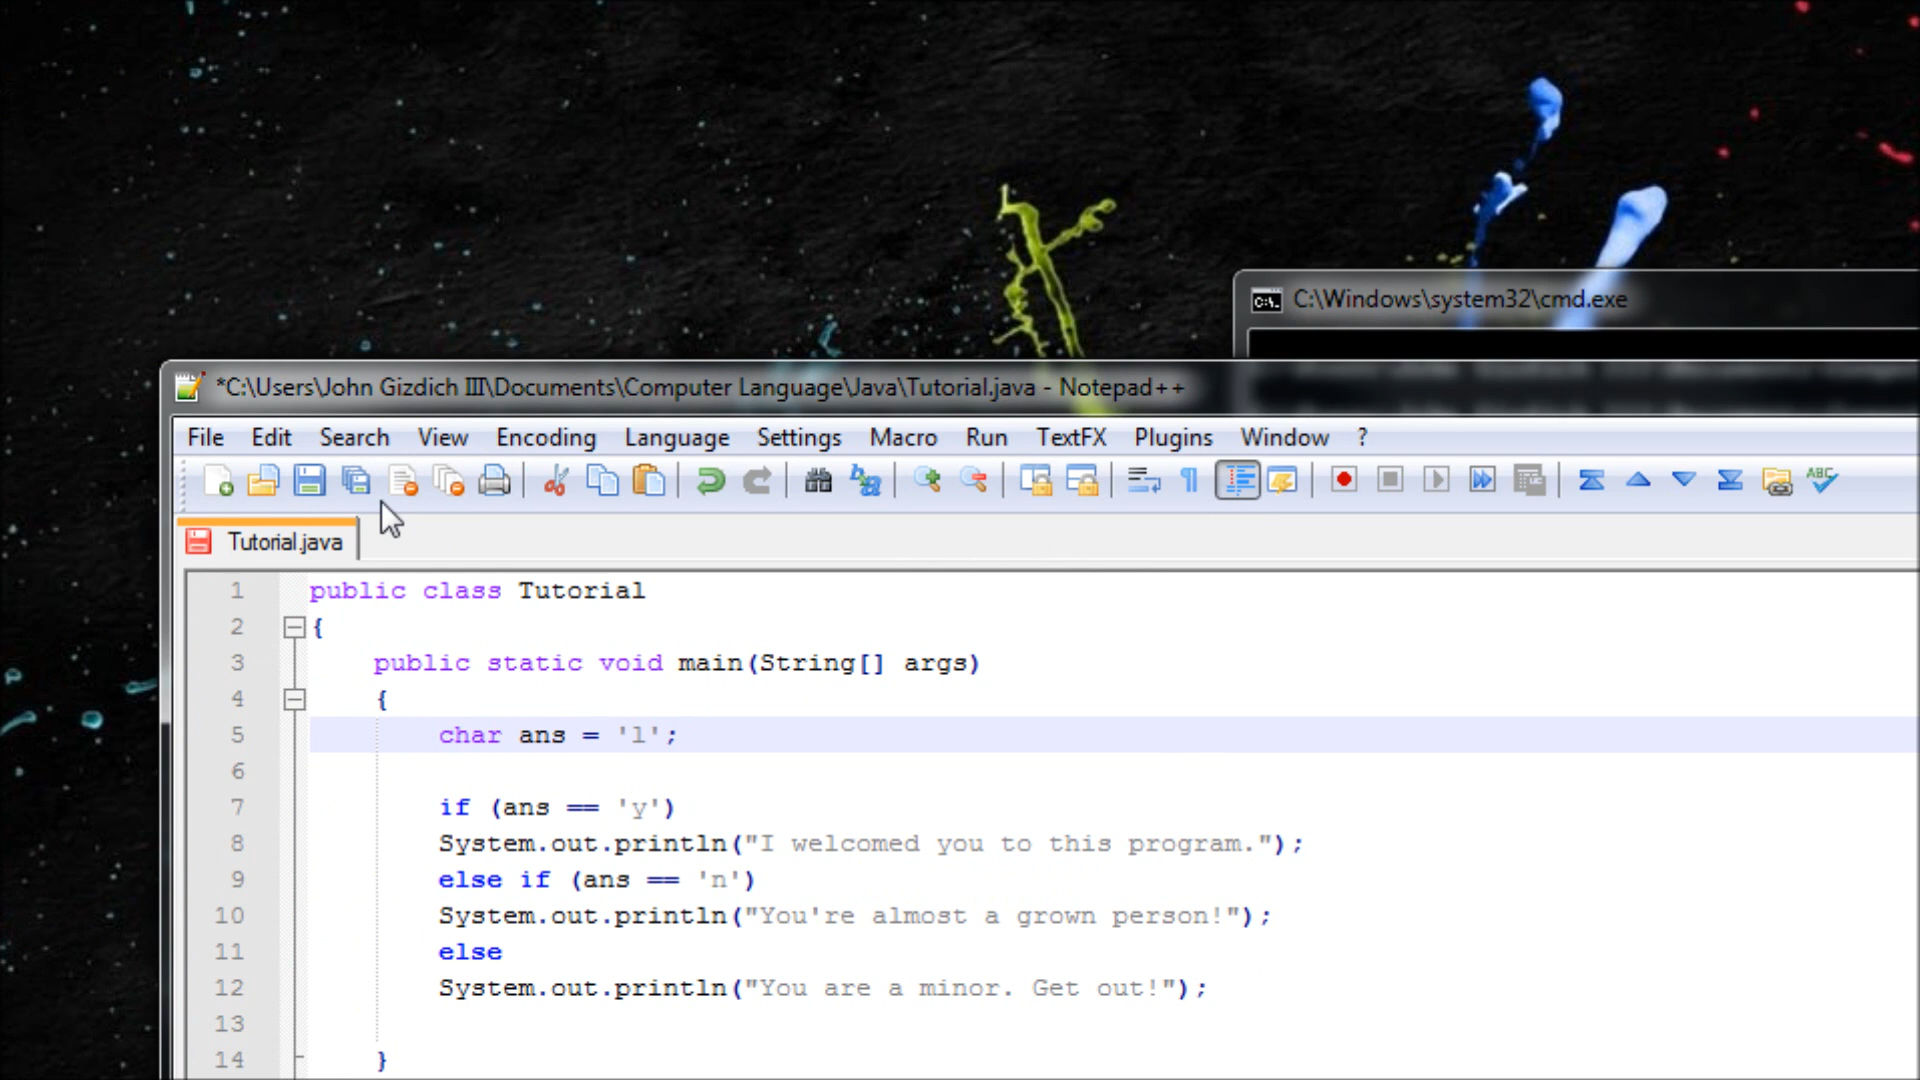 C:\Windows\system32\cmd.exe
*C:\Users\John Gizdich III\Documents\Computer Language\Java\Tutorial.java - Notepad++
File Edit Search View Encoding Language Settings Macro Run TextFX Plugins Window ?
Tutorial.java
1 public class Tutorial
2 {
3 public static void main(String[] args)
4 {
5 char ans = 'l';
6
7 if (ans == 'y')
8 System.out.println("I welcomed you to this program.");
9 else if (ans == 'n')
10 System.out.println("You're almost a grown person!");
11 else
12 System.out.println("You are a minor. Get out!");
13
14 }